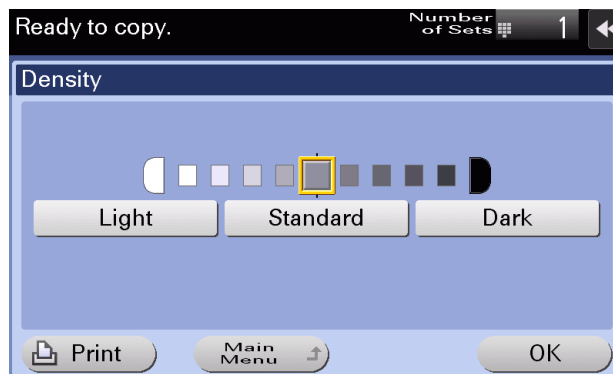 Ready to copy.
Number
of Sets 1
Density
Light Standard Dark
Print
Main
Menu
OK